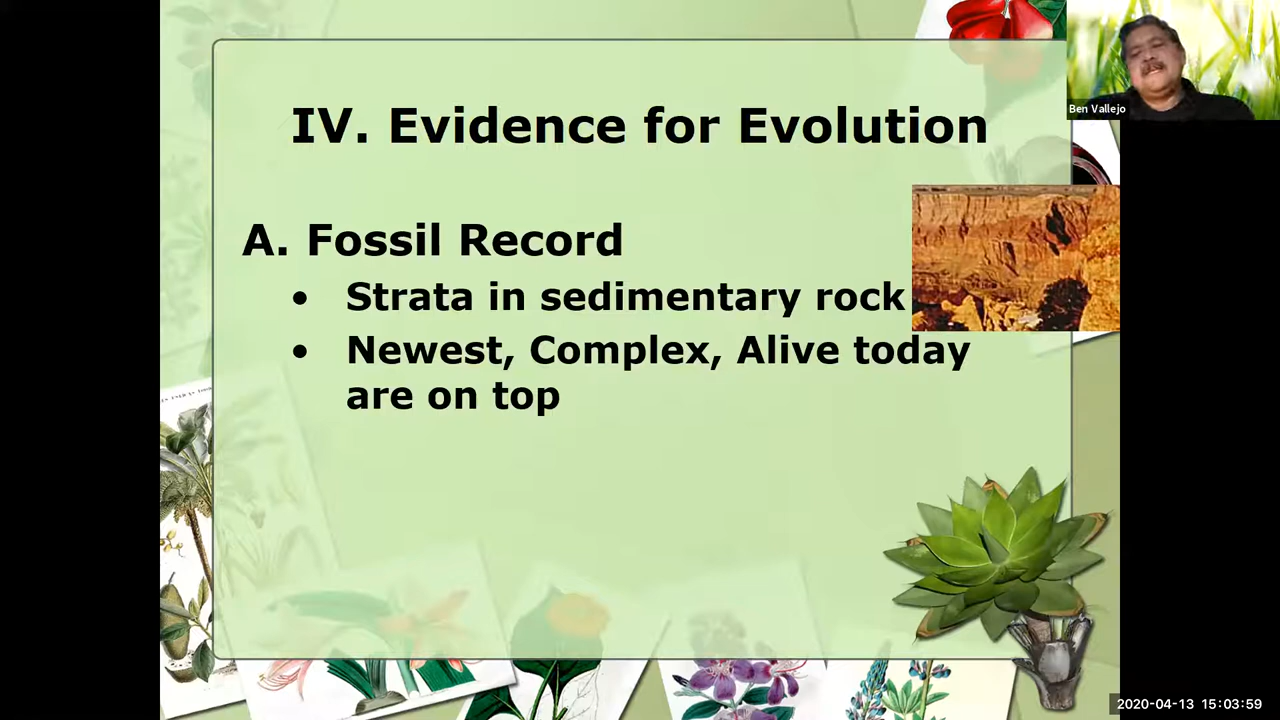 Ben Vallejo
IV. Evidence for Evolution
A. Fossil Record
• Strata in sedimentary rock
• Newest, Complex, Alive today
are on top
2020-04-13 15:03:59